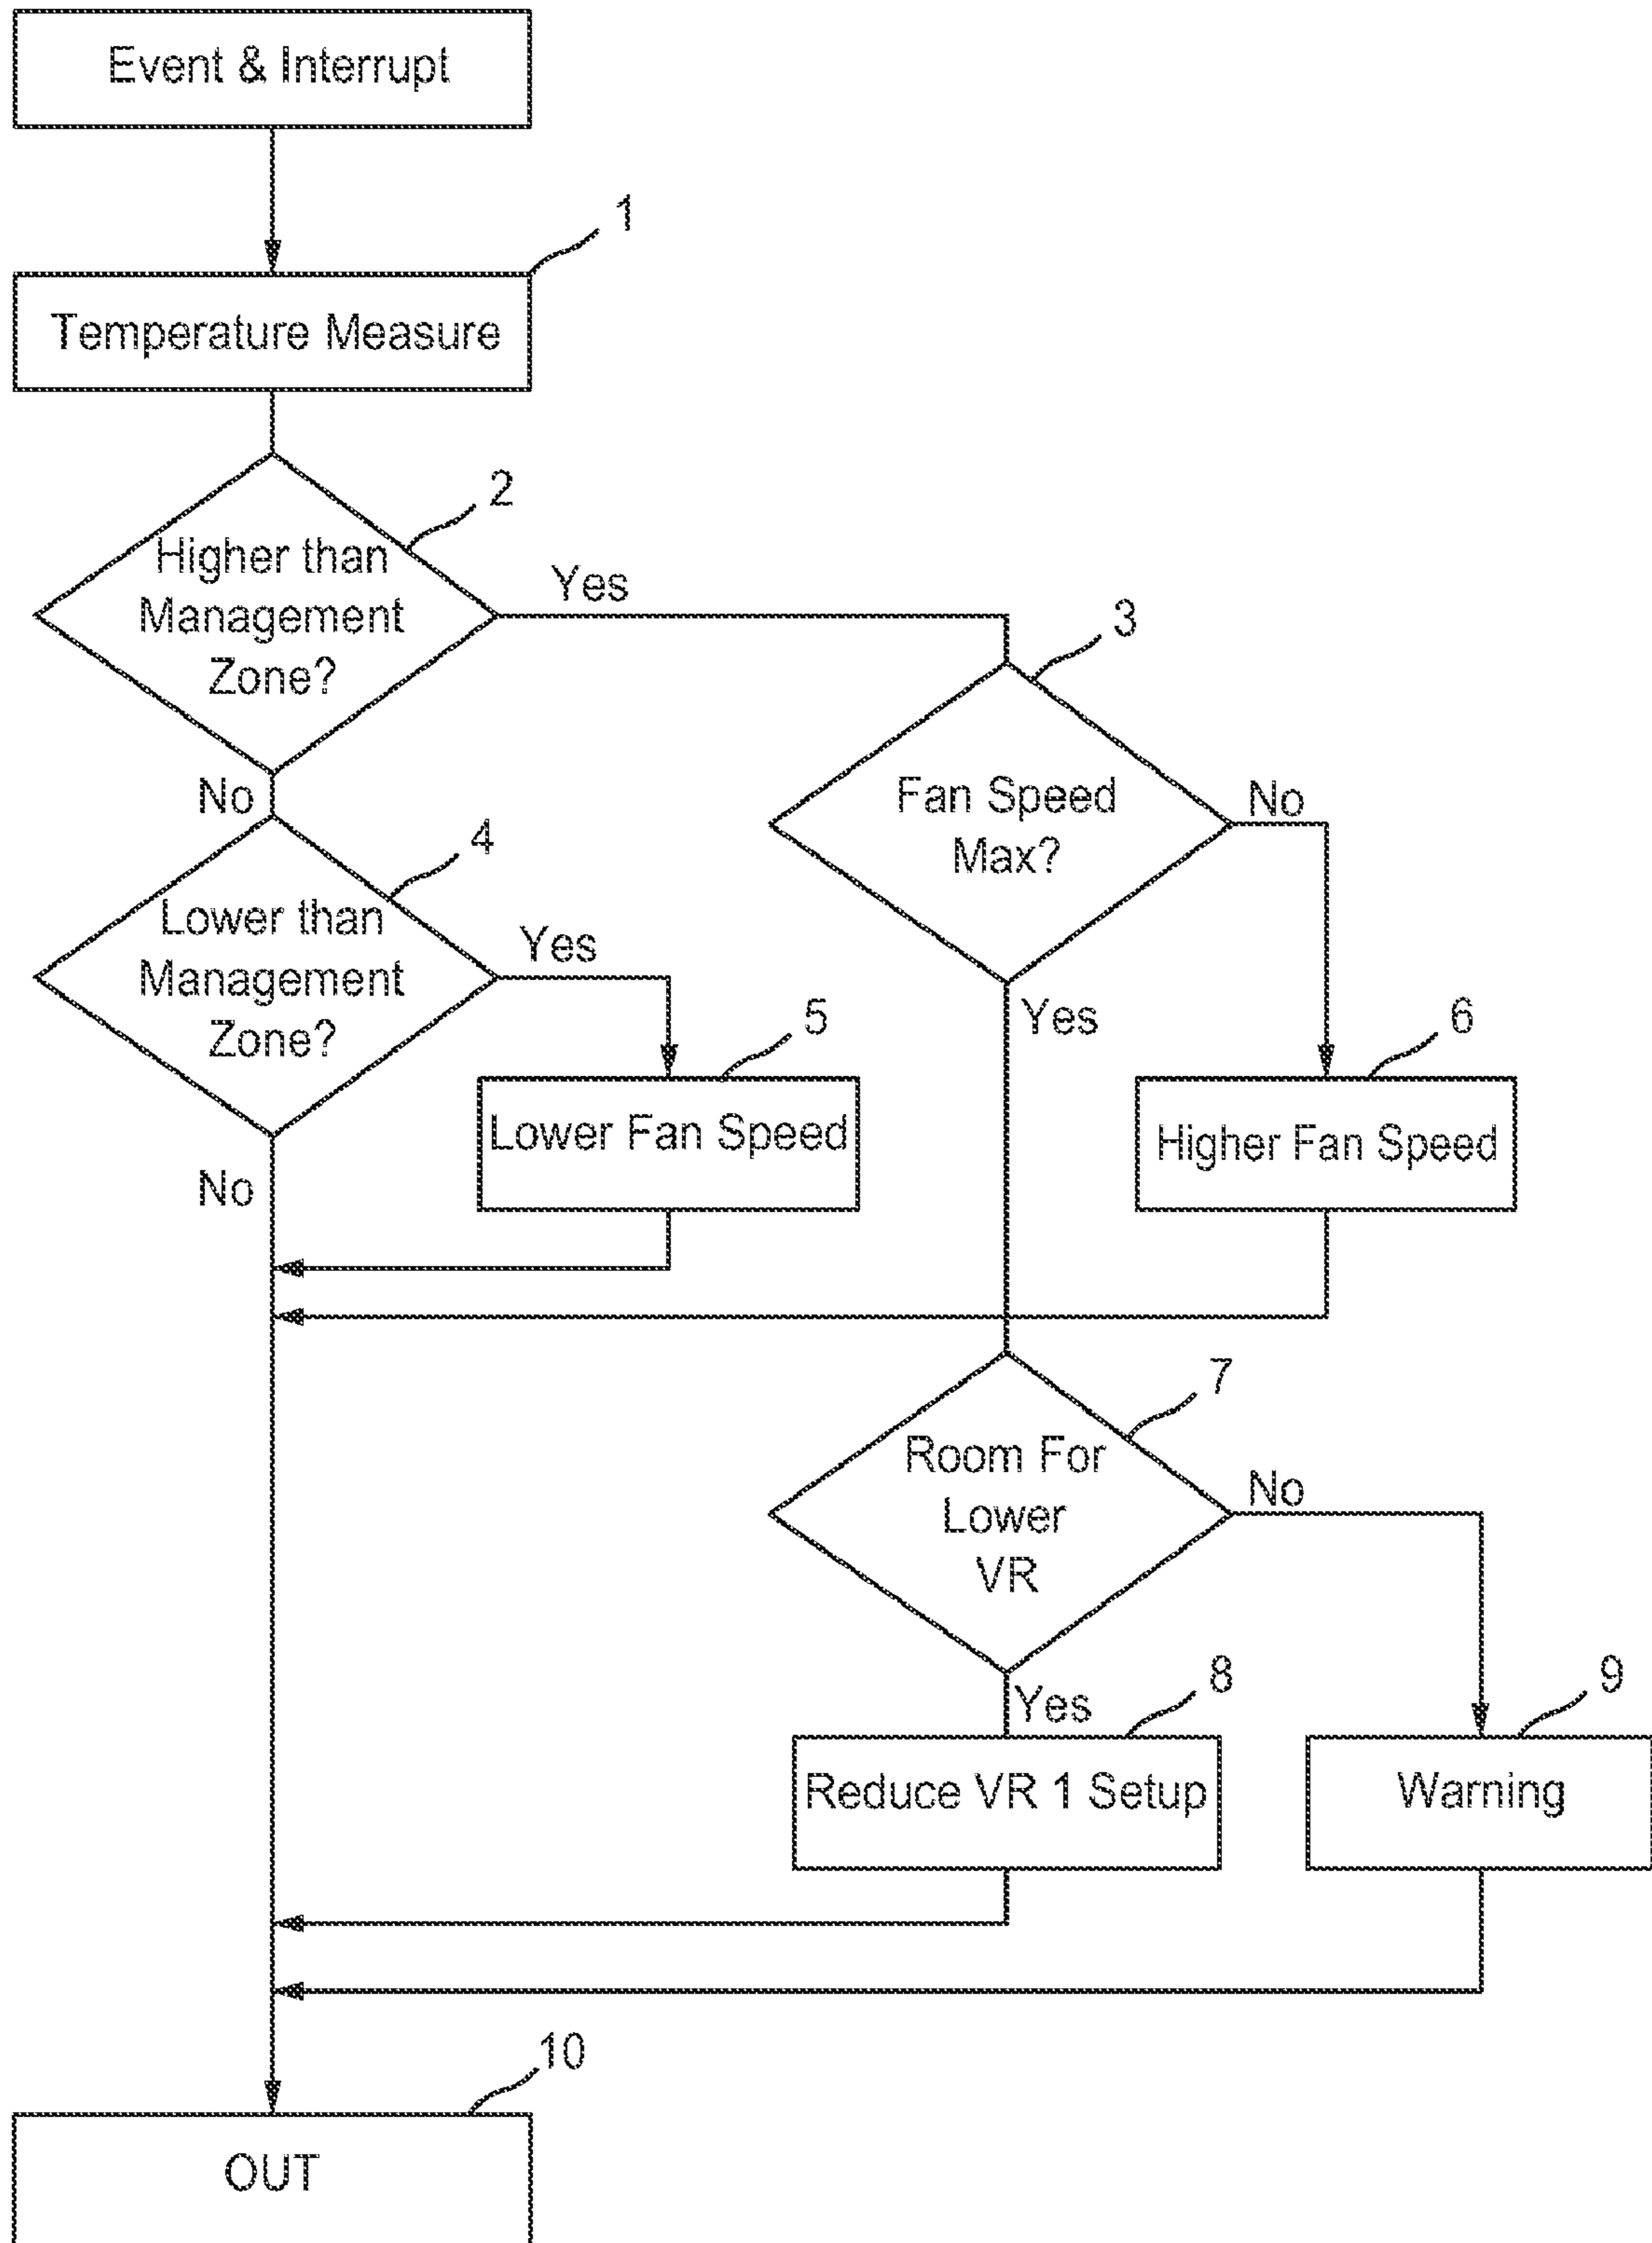 Event & Interrupt
1
Temperature Measure
2
Higher than
Management
Zone?
Yes
No
3
Fan Speed
Max?
No
Yes
4
Lower than
Management
Zone?
Yes
No
5
Lower Fan Speed
6
Higher Fan Speed
7
Room For
Lower
VR
No
Yes
8
Reduce VR 1 Setup
9
Warning
10
OUT